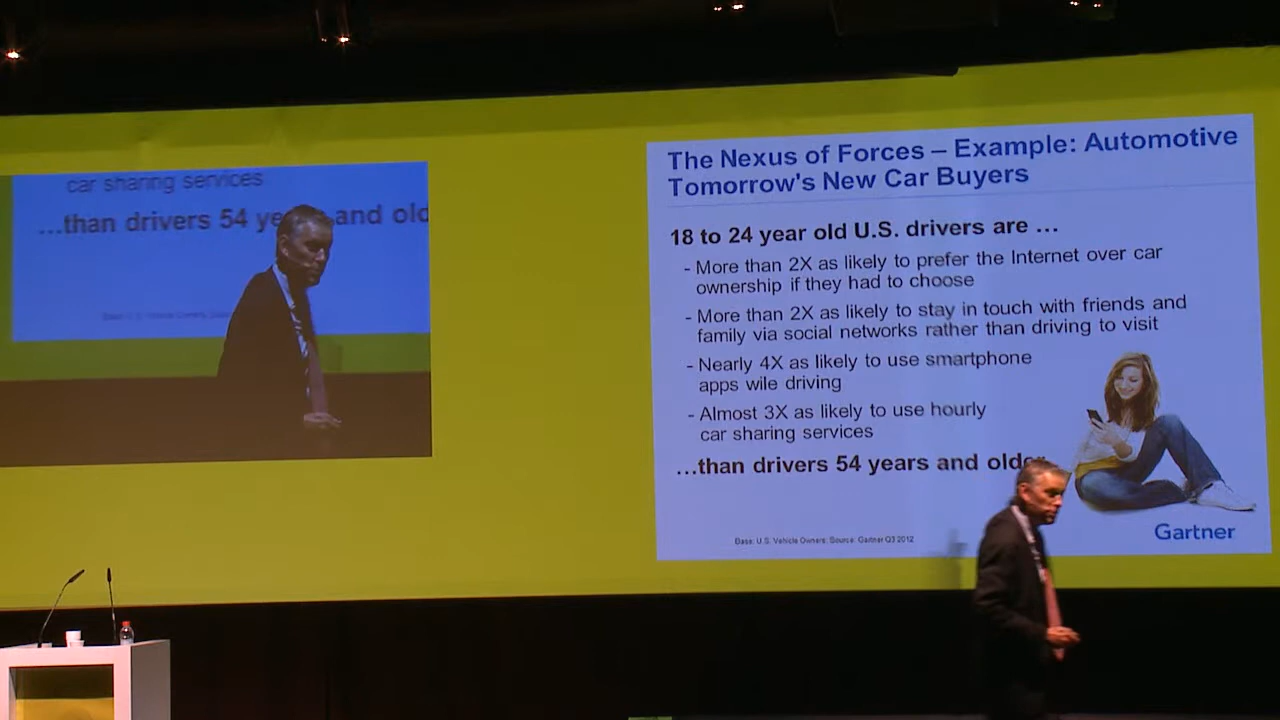 car sharing services
…than drivers 54 ye and old
The Nexus of Forces – Example: Automotive
Tomorrow's New Car Buyers
18 to 24 year old U.S. drivers are …
- More than 2X as likely to prefer the Internet over car
ownership if they had to choose
- More than 2X as likely to stay in touch with friends and
family via social networks rather than driving to visit
- Nearly 4X as likely to use smartphone
apps wile driving
- Almost 3X as likely to use hourly
car sharing services
…than drivers 54 years and older
Base: U.S. Vehicle Owners; Source: Gartner Q3 2012
Gartner